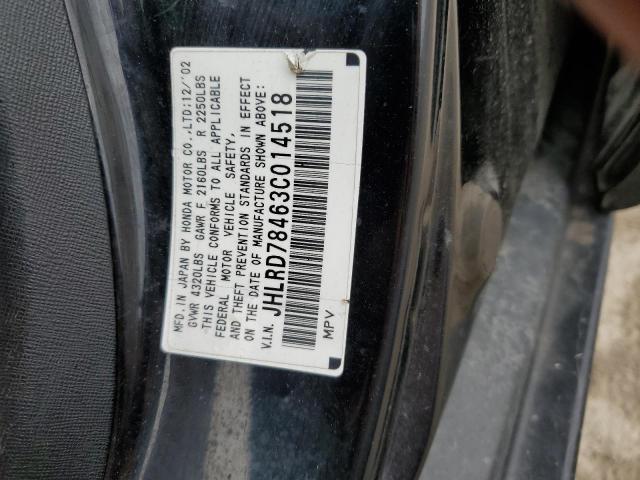 MFD. IN JAPAN BY HONDA MOTOR CO., LTD:12/'02
GVWR 4320LBS GAWR F 2160LBS R 2250LBS
THIS VEHICLE CONFORMS TO ALL APPLICABLE
FEDERAL MOTOR VEHICLE SAFETY,
AND THEFT PREVENTION STANDARDS IN EFFECT
ON THE DATE OF MANUFACTURE SHOWN ABOVE:
V.I.N. JHLRD78463C014518
MPV